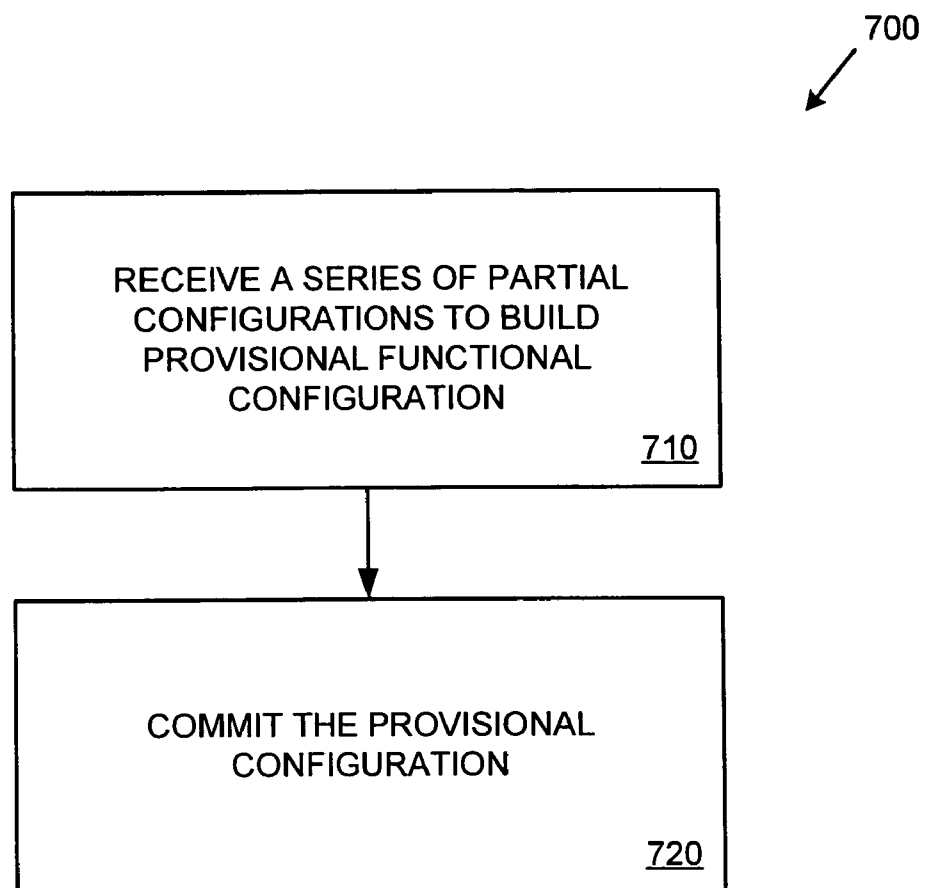 700
RECEIVE A SERIES OF PARTIAL
CONFIGURATIONS TO BUILD
PROVISIONAL FUNCTIONAL
CONFIGURATION
710
COMMIT THE PROVISIONAL
CONFIGURATION
720